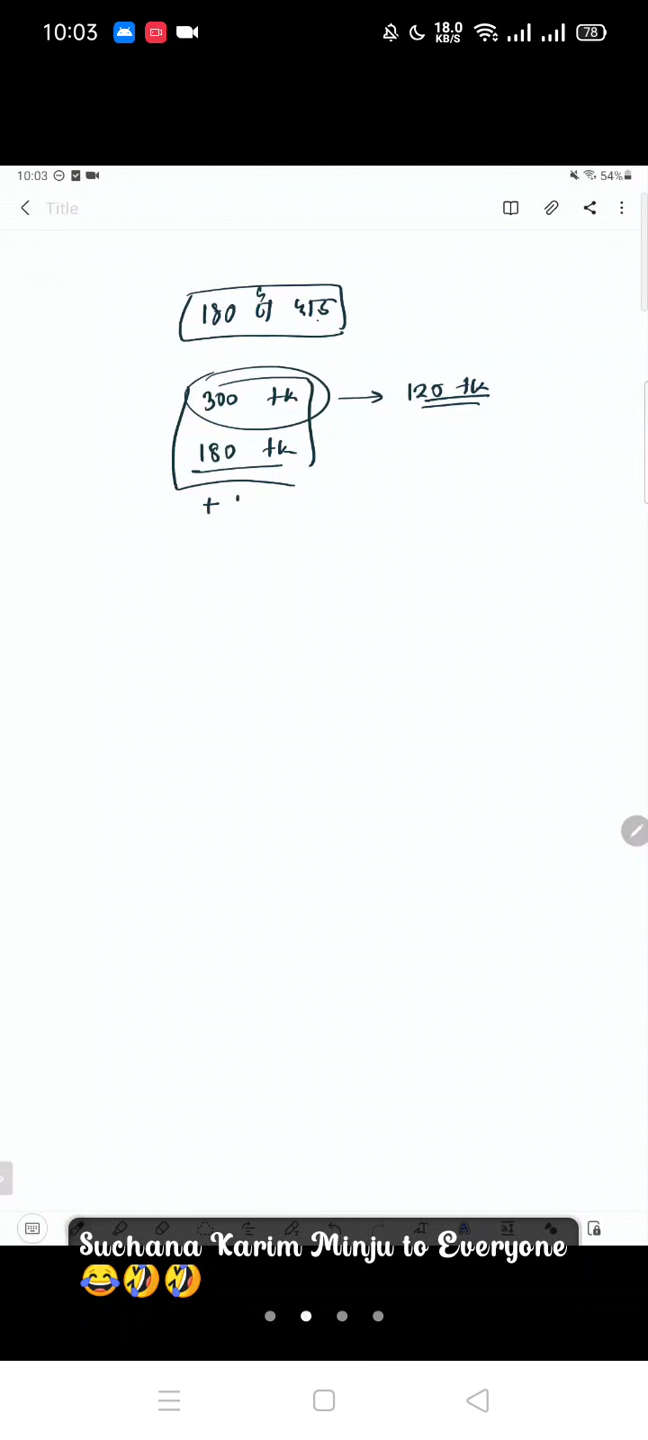 10:03
18.0 KB/S
78
10:03
54%
Title
180
300 tk → 120 tk
180 tk
+
Suchana Karim Minju to Everyone
😂🤣🤣